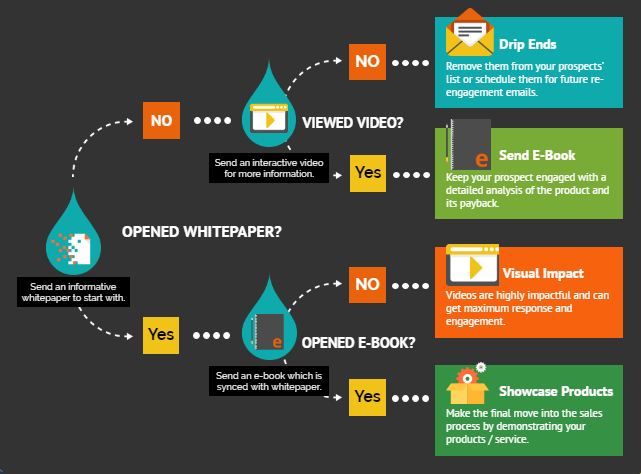 NO
Drip Ends
Remove them from your prospects'
list or schedule them for future re-
engagement emails.
NO
VIEWED VIDEO?
Send an interactive video
for more information.
Yes
e
Send E-Book
Keep your prospect engaged with a
detailed analysis of the product and
its payback.
OPENED WHITEPAPER?
Send an informative
whitepaper to start with.
NO
Visual Impact
Videos are highly impactful and can
get maximum response and
engagement.
Yes
e
OPENED E-BOOK?
Send an e-book which is
synced with whitepaper.
Yes
Showcase Products
Make the final move into the sales
process by demonstrating your
products / service.